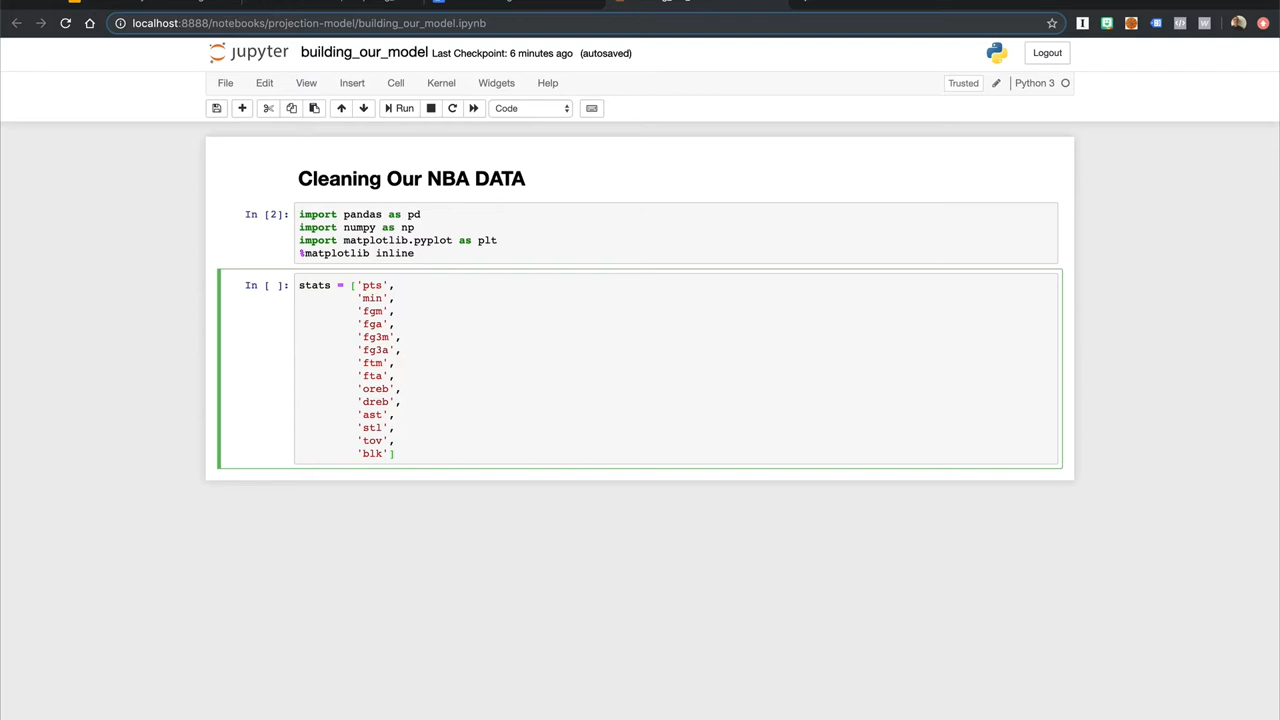 localhost:8888/notebooks/projection-model/building_our_model.ipynb
jupyter building_our_model Last Checkpoint: 6 minutes ago (autosaved)
Logout
File Edit View Insert Cell Kernel Widgets Help
Trusted Python 3
Run Code
Cleaning Our NBA DATA
In [2]: import pandas as pd
import numpy as np
import matplotlib.pyplot as plt
%matplotlib inline
In [ ]: stats = ['pts',
'min',
'fgm',
'fga',
'fg3m',
'fg3a',
'ftm',
'fta',
'oreb',
'dreb',
'ast',
'stl',
'tov',
'blk']